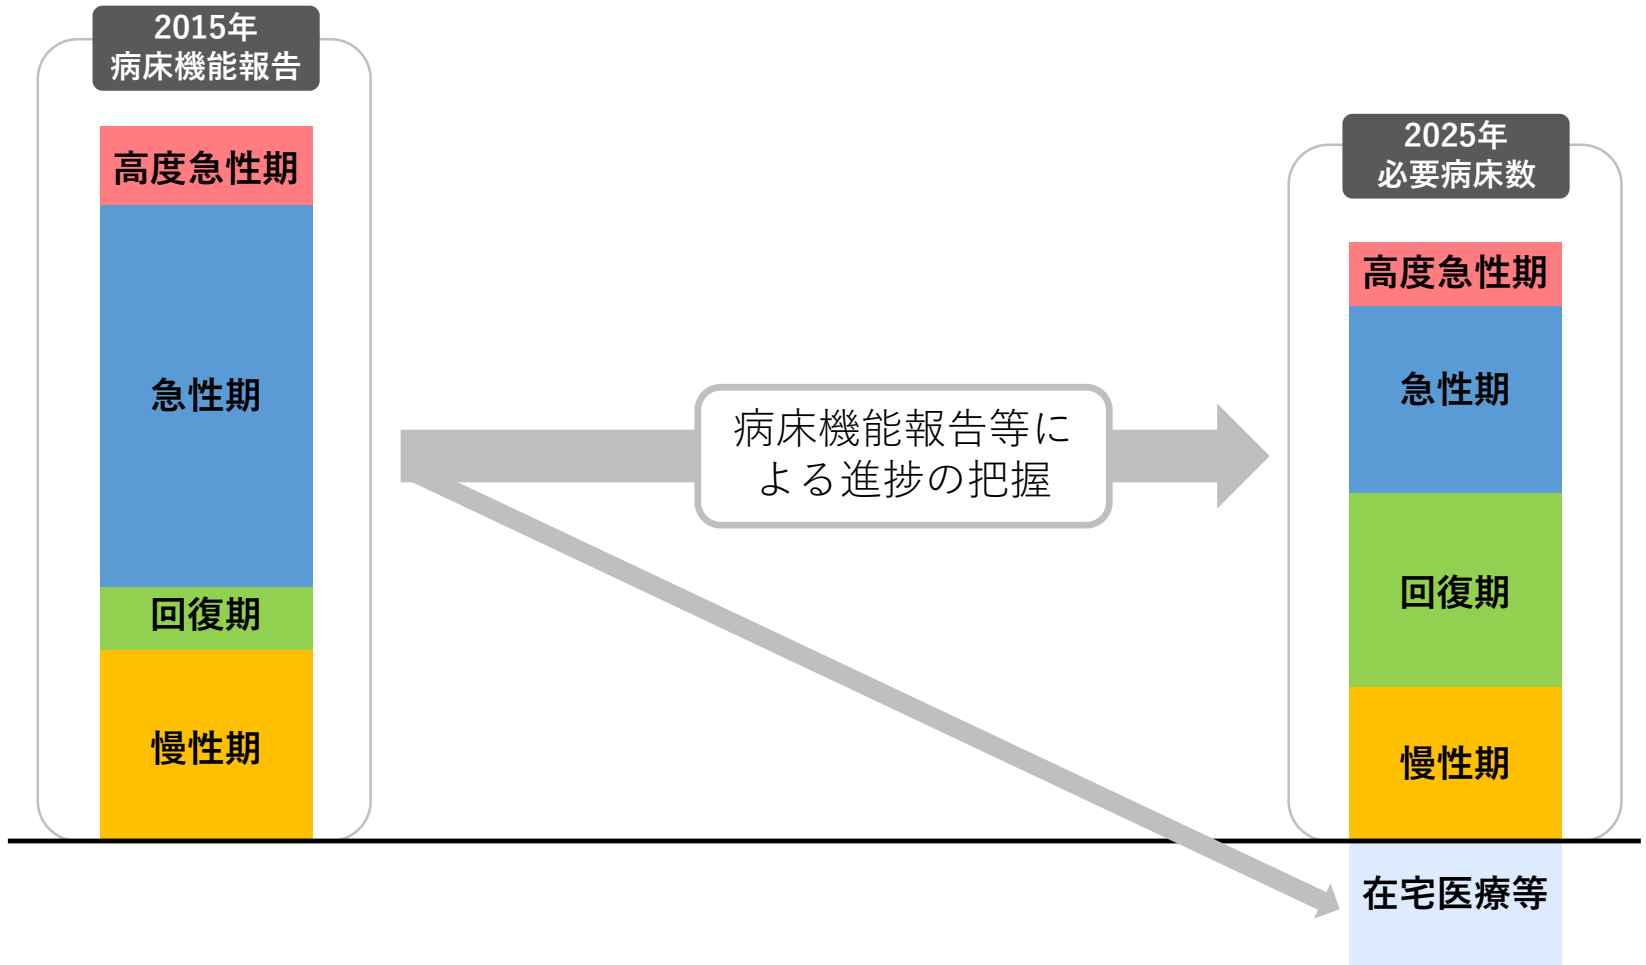 2015年
病床機能報告
高度急性期
急性期
回復期
慢性期
病床機能報告等に
よる進捗の把握
2025年
必要病床数
高度急性期
急性期
回復期
慢性期
在宅医療等